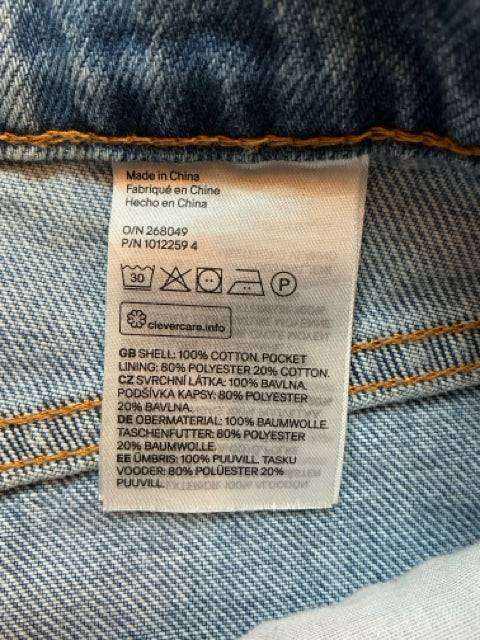 Made in China
Fabriqué en Chine
Hecho en China
O/N 268049
P/N 1012259 4
30 P
clevercare.info
GB SHELL: 100% COTTON. POCKET
LINING: 80% POLYESTER 20% COTTON.
CZ SVRCHNÍ LÁTKA: 100% BAVLNA.
PODŠÍVKA KAPSY: 80% POLYESTER
20% BAVLNA.
DE OBERMATERIAL: 100% BAUMWOLLE.
TASCHENFUTTER: 80% POLYESTER
20% BAUMWOLLE.
EE ÜMBRIS: 100% PUUVILL. TASKU
VOODER: 80% POLÜESTER 20%
PUUVILL.